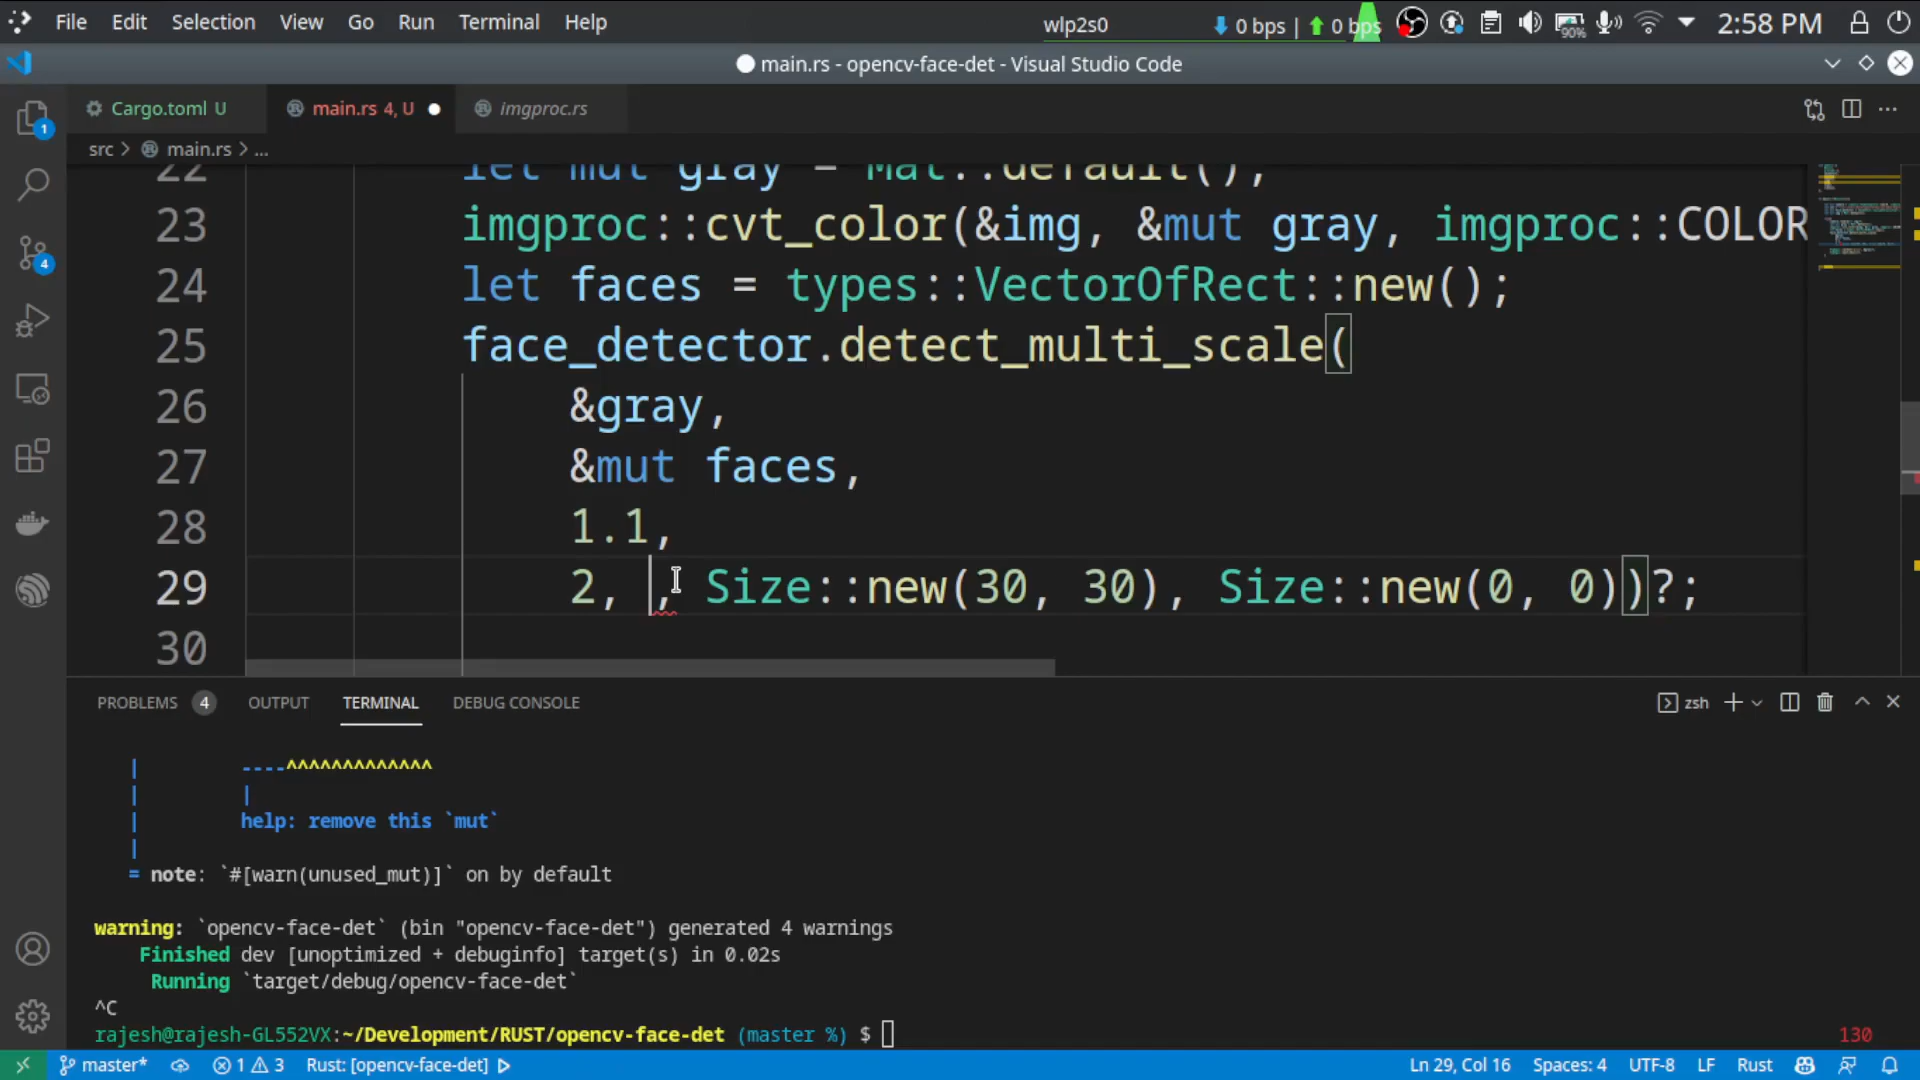 File Edit Selection View Go Run Terminal Help wlp2s0 0 bps | 0 bps 90% 2:58 PM
main.rs - opencv-face-det - Visual Studio Code
Cargo.toml U main.rs 4, U imgproc.rs
src > main.rs > ...
22 let mut gray = Mat::default();
23 imgproc::cvt_color(&img, &mut gray, imgproc::COLOR
24 let faces = types::VectorOfRect::new();
25 face_detector.detect_multi_scale(
26 &gray,
27 &mut faces,
28 1.1,
29 2, , Size::new(30, 30), Size::new(0, 0))?;
30
1
4
PROBLEMS 4 OUTPUT TERMINAL DEBUG CONSOLE zsh
| ----^^^^^^^^^^^^^
| |
| help: remove this `mut`
|
= note: `#[warn(unused_mut)]` on by default
warning: `opencv-face-det` (bin "opencv-face-det") generated 4 warnings
Finished dev [unoptimized + debuginfo] target(s) in 0.02s
Running `target/debug/opencv-face-det`
^C
rajesh@rajesh-GL552VX:~/Development/RUST/opencv-face-det (master %) $ 130
master* 1 3 Rust: [opencv-face-det] Ln 29, Col 16 Spaces: 4 UTF-8 LF Rust